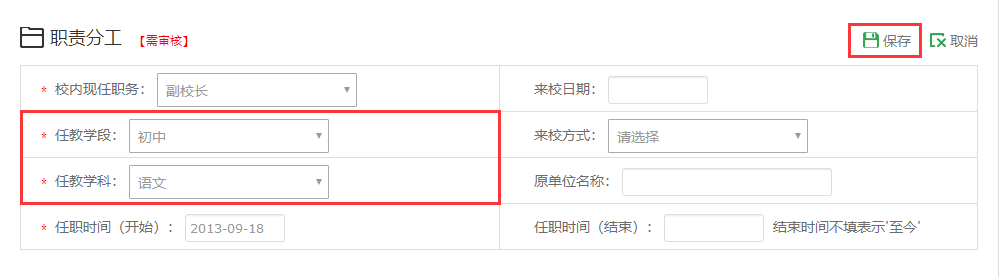 职责分工 【需审核】 保存 取消
* 校内现任职务： 副校长 来校日期：
* 任教学段： 初中 来校方式： 请选择
* 任教学科： 语文 原单位名称：
* 任职时间（开始）： 2013-09-18 任职时间（结束）： 结束时间不填表示'至今'